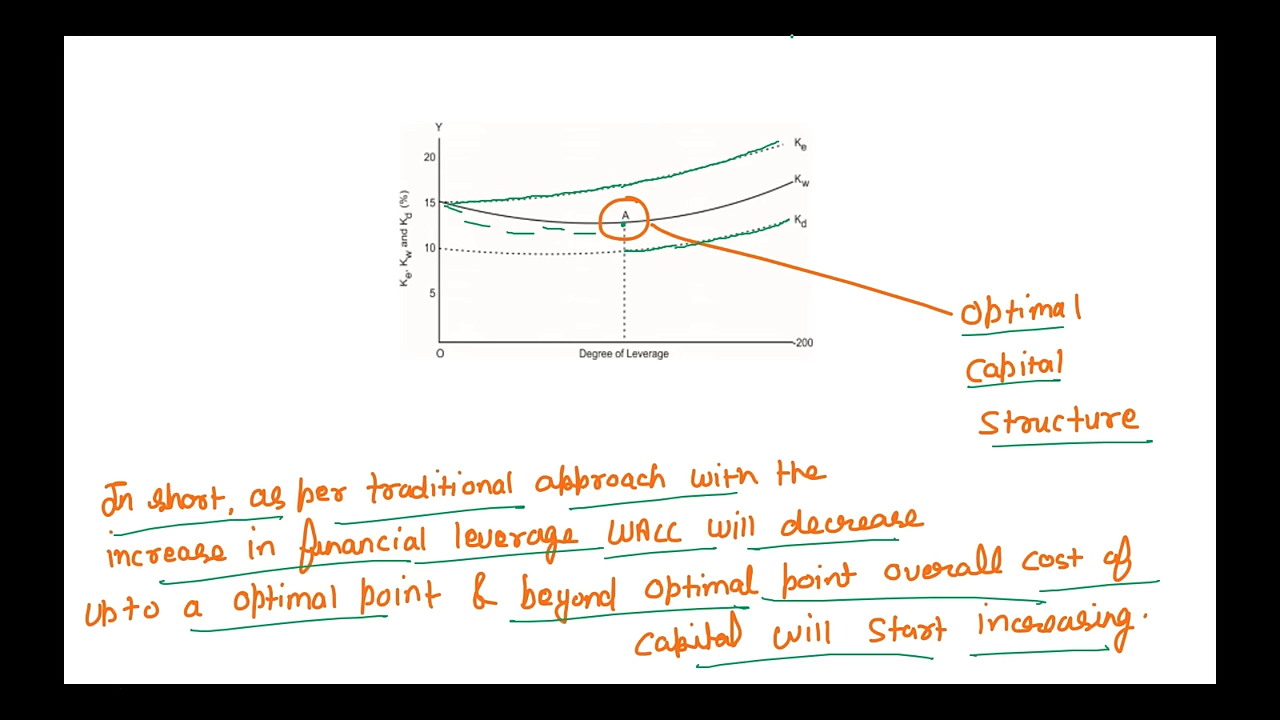 Y
20
15
10
5
Ke, Kw and Kd (%)
Ke
Kw
Kd
A
O
Degree of Leverage
200
Optimal
Capital
Structure
In short, as per traditional approach with the
increase in financial leverage WACC will decrease
upto a optimal point & beyond optimal point overall cost of
capital will start increasing.